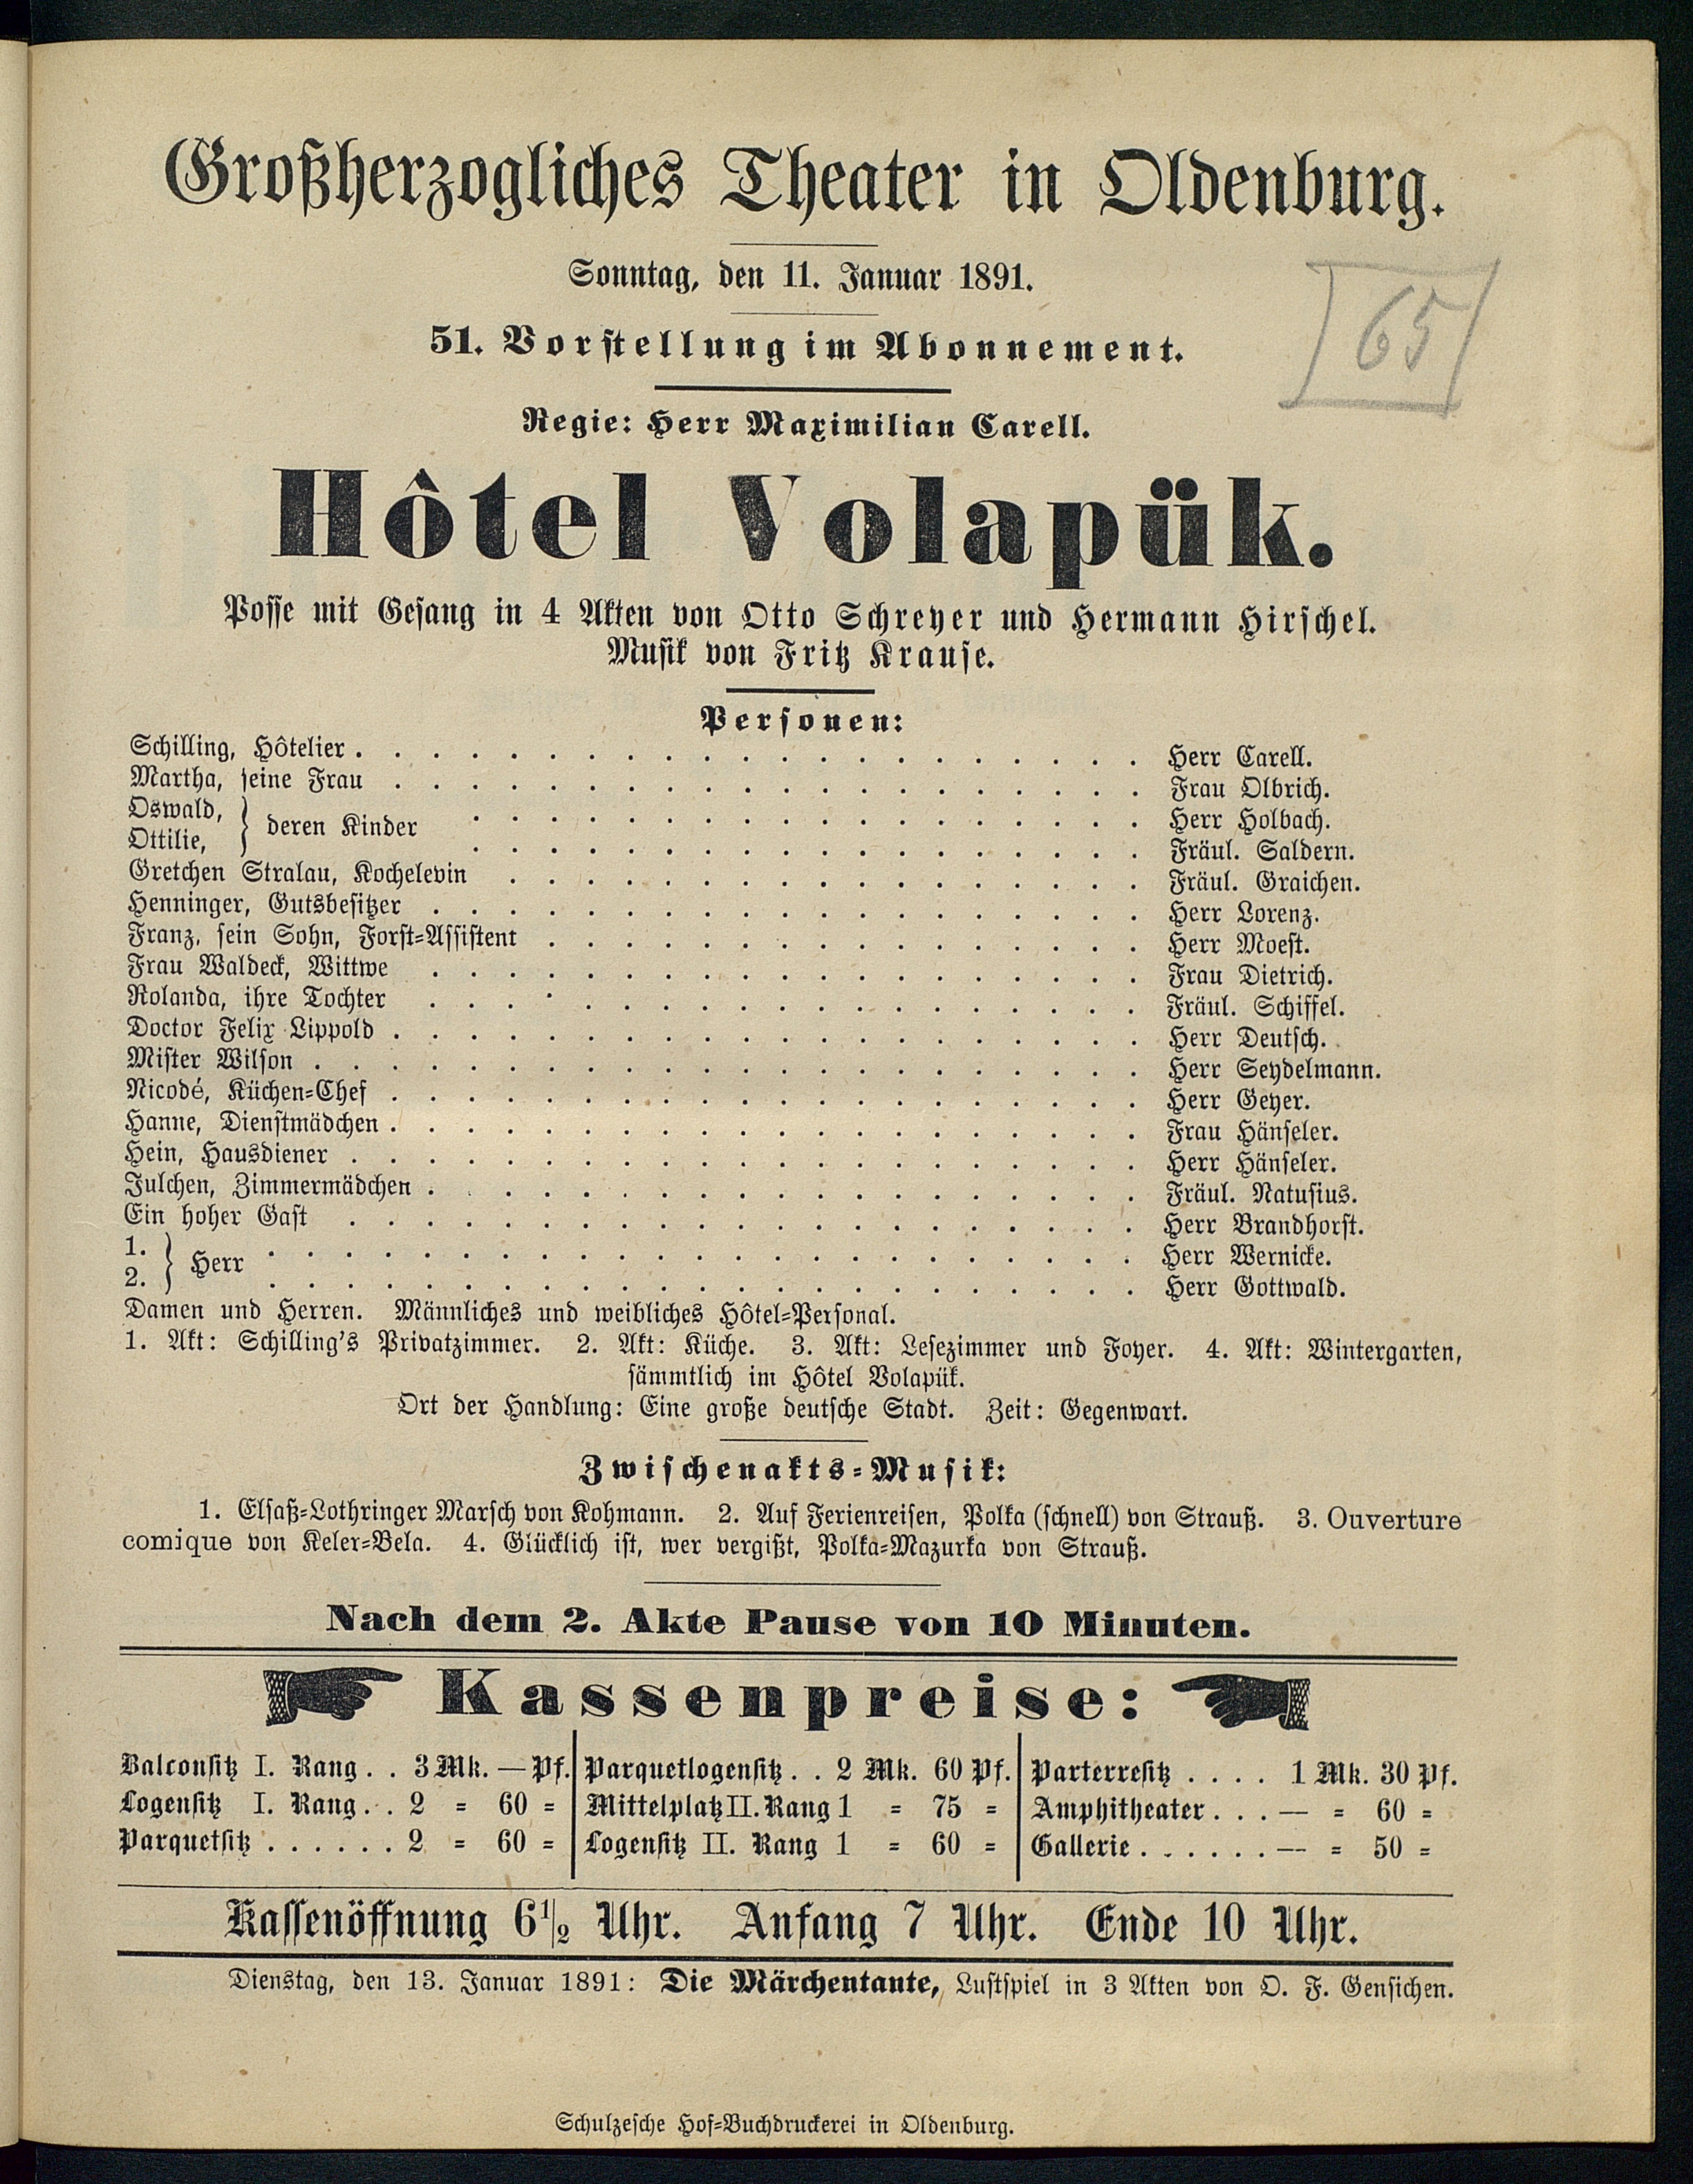 Großherzogliches Theater in Oldenburg.
Sonntag, den 11. Januar 1891.
65
51. Vorstellung im Abonnement.
Regie: Herr Maximilian Carell.
Hôtel Volapük.
Posse mit Gesang in 4 Akten von Otto Schreyer und Hermann Hirschel.
Musik von Fritz Krause.
Personen:
Schilling, Hôtelier . . . . . Herr Carell.
Martha, seine Frau . . . . . Frau Olbrich.
Oswald, } deren Kinder . . . . . Herr Holbach.
Ottilie, } . . . . . Fräul. Saldern.
Gretchen Stralau, Kochelevin . . . . . Fräul. Graichen.
Henninger, Gutsbesitzer . . . . . Herr Lorenz.
Franz, sein Sohn, Forst-Assistent . . . . . Herr Moest.
Frau Waldeck, Wittwe . . . . . Frau Dietrich.
Rolanda, ihre Tochter . . . . . Fräul. Schiffel.
Doctor Felix Lippold . . . . . Herr Deutsch.
Mister Wilson . . . . . Herr Seydelmann.
Nicodé, Küchen-Chef . . . . . Herr Geyer.
Hanne, Dienstmädchen . . . . . Frau Hänseler.
Hein, Hausdiener . . . . . Herr Hänseler.
Julchen, Zimmermädchen . . . . . Fräul. Natusius.
Ein hoher Gast . . . . . Herr Brandhorst.
1. } Herr . . . . . Herr Wernicke.
2. } . . . . . Herr Gottwald.
Damen und Herren. Männliches und weibliches Hôtel-Personal.
1. Akt: Schilling's Privatzimmer. 2. Akt: Küche. 3. Akt: Lesezimmer und Foyer. 4. Akt: Wintergarten,
sämmtlich im Hôtel Volapük.
Ort der Handlung: Eine große deutsche Stadt. Zeit: Gegenwart.
Zwischenakts-Musik:
1. Elsaß-Lothringer Marsch von Kohmann. 2. Auf Ferienreisen, Polka (schnell) von Strauß. 3. Ouverture
comique von Keler-Bela. 4. Glücklich ist, wer vergißt, Polka-Mazurka von Strauß.
Nach dem 2. Akte Pause von 10 Minuten.
Kassenpreise:
Balconsitz I. Rang . . 3 Mk. — Pf. Parquetlogensitz . . 2 Mk. 60 Pf. Parterresitz . . . . 1 Mk. 30 Pf.
Logensitz I. Rang . . 2 = 60 = Mittelplatz II. Rang 1 = 75 = Amphitheater . . . — = 60 =
Parquetsitz . . . . . . 2 = 60 = Logensitz II. Rang 1 = 60 = Gallerie . . . . . . — = 50 =
Kassenöffnung 6½ Uhr. Anfang 7 Uhr. Ende 10 Uhr.
Dienstag, den 13. Januar 1891: Die Märchentante, Lustspiel in 3 Akten von O. F. Gensichen.
Schulzesche Hof-Buchdruckerei in Oldenburg.